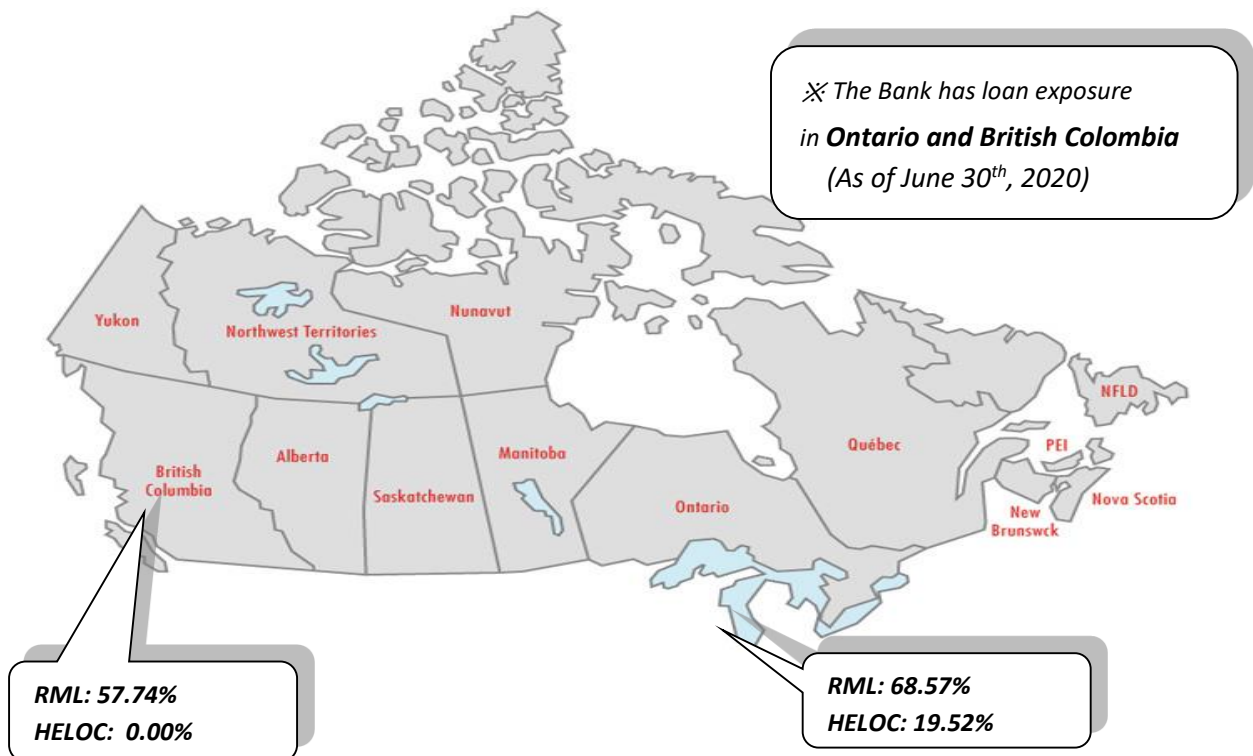 ※ The Bank has loan exposure
in Ontario and British Colombia
(As of June 30th, 2020)
Yukon
Northwest Territories
Nunavut
NFLD
British
Columbia
Alberta
Saskatchewan
Manitoba
Ontario
Québec
PEI
New
Brunswck
Nova Scotia
RML: 57.74%
HELOC: 0.00%
RML: 68.57%
HELOC: 19.52%